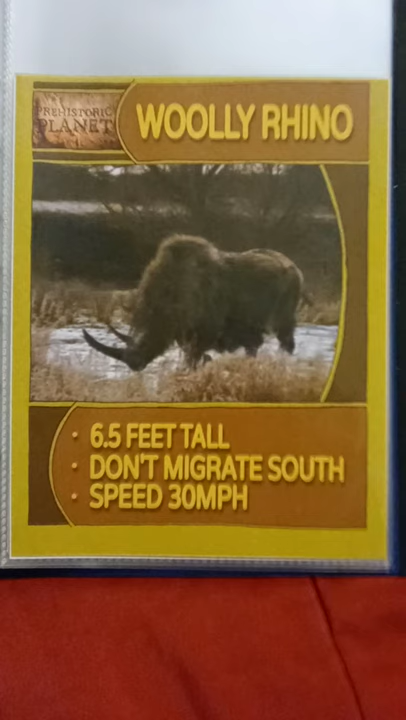 PREHISTORIC
PLANET
WOOLLY RHINO
• 6.5 FEET TALL
• DON'T MIGRATE SOUTH
• SPEED 30MPH